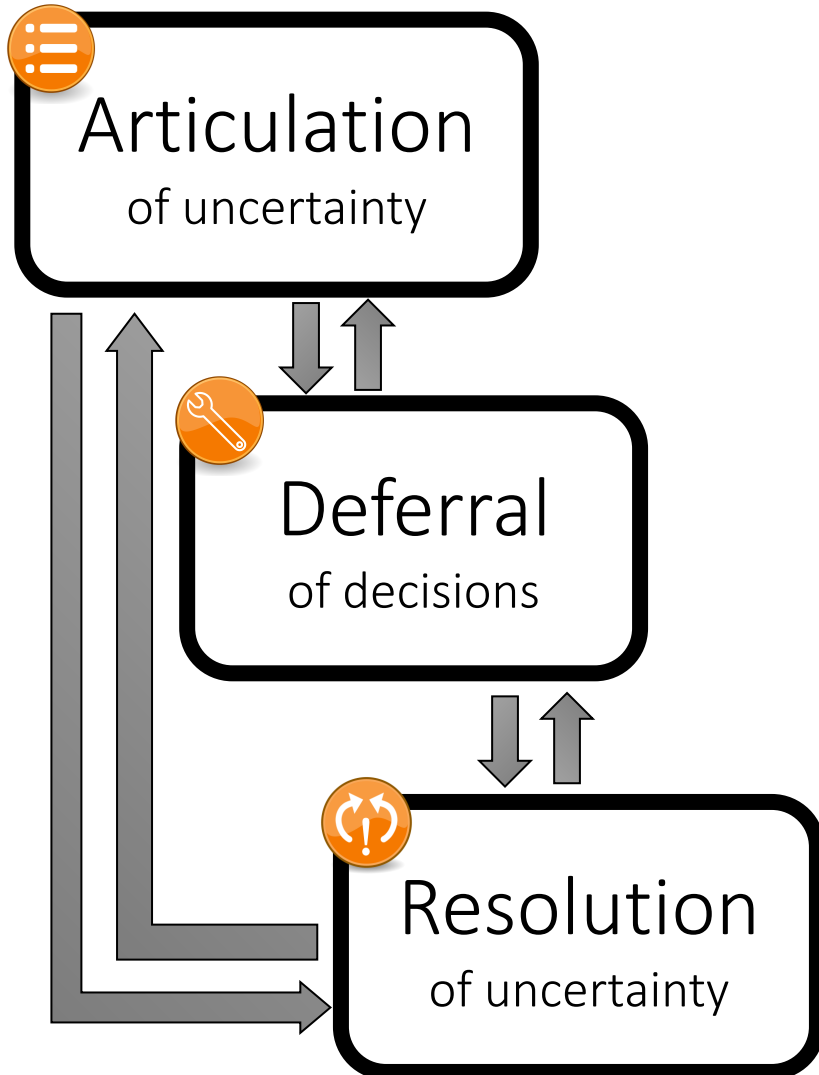 Articulation
of uncertainty
Deferral
of decisions
Resolution
of uncertainty